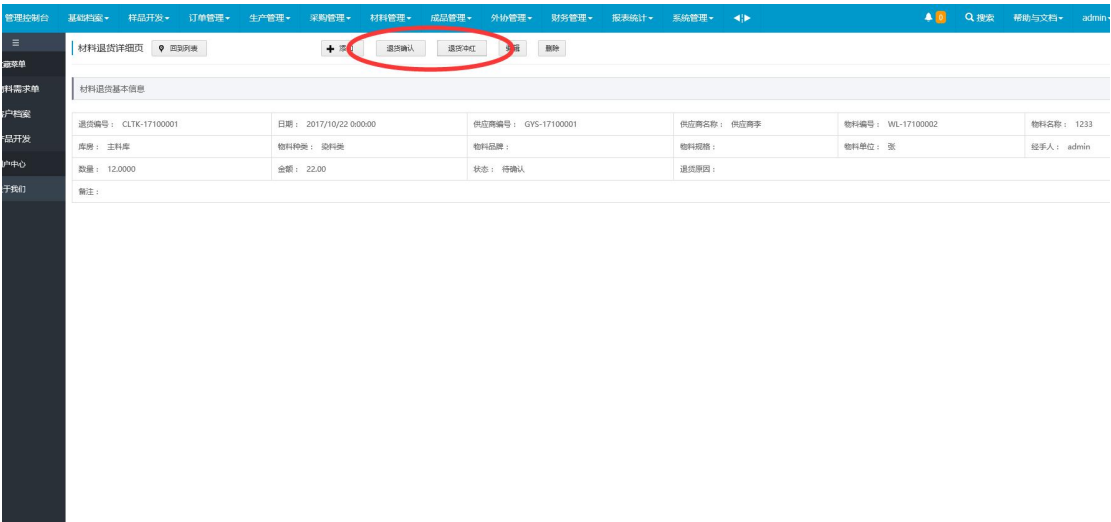 管理控制台 基础档案 样品开发 订单管理 生产管理 采购管理 材料管理 成品管理 外协管理 财务管理 报表统计 系统管理 0 搜索 帮助与文档 admin
材料退货详细页 回到列表 添加 退货确认 退货冲红 编辑 删除
藏菜单
料需求单
户档案
品开发
户中心
于我们
材料退货基本信息
退货编号： CLTK-17100001 日期： 2017/10/22 0:00:00 供应商编号： GYS-17100001 供应商名称： 供应商李 物料编号： WL-17100002 物料名称： 1233
库房： 主料库 物料种类： 染料类 物料品牌： 物料规格： 物料单位： 张 经手人： admin
数量： 12.0000 金额： 22.00 状态： 待确认 退货原因：
备注：